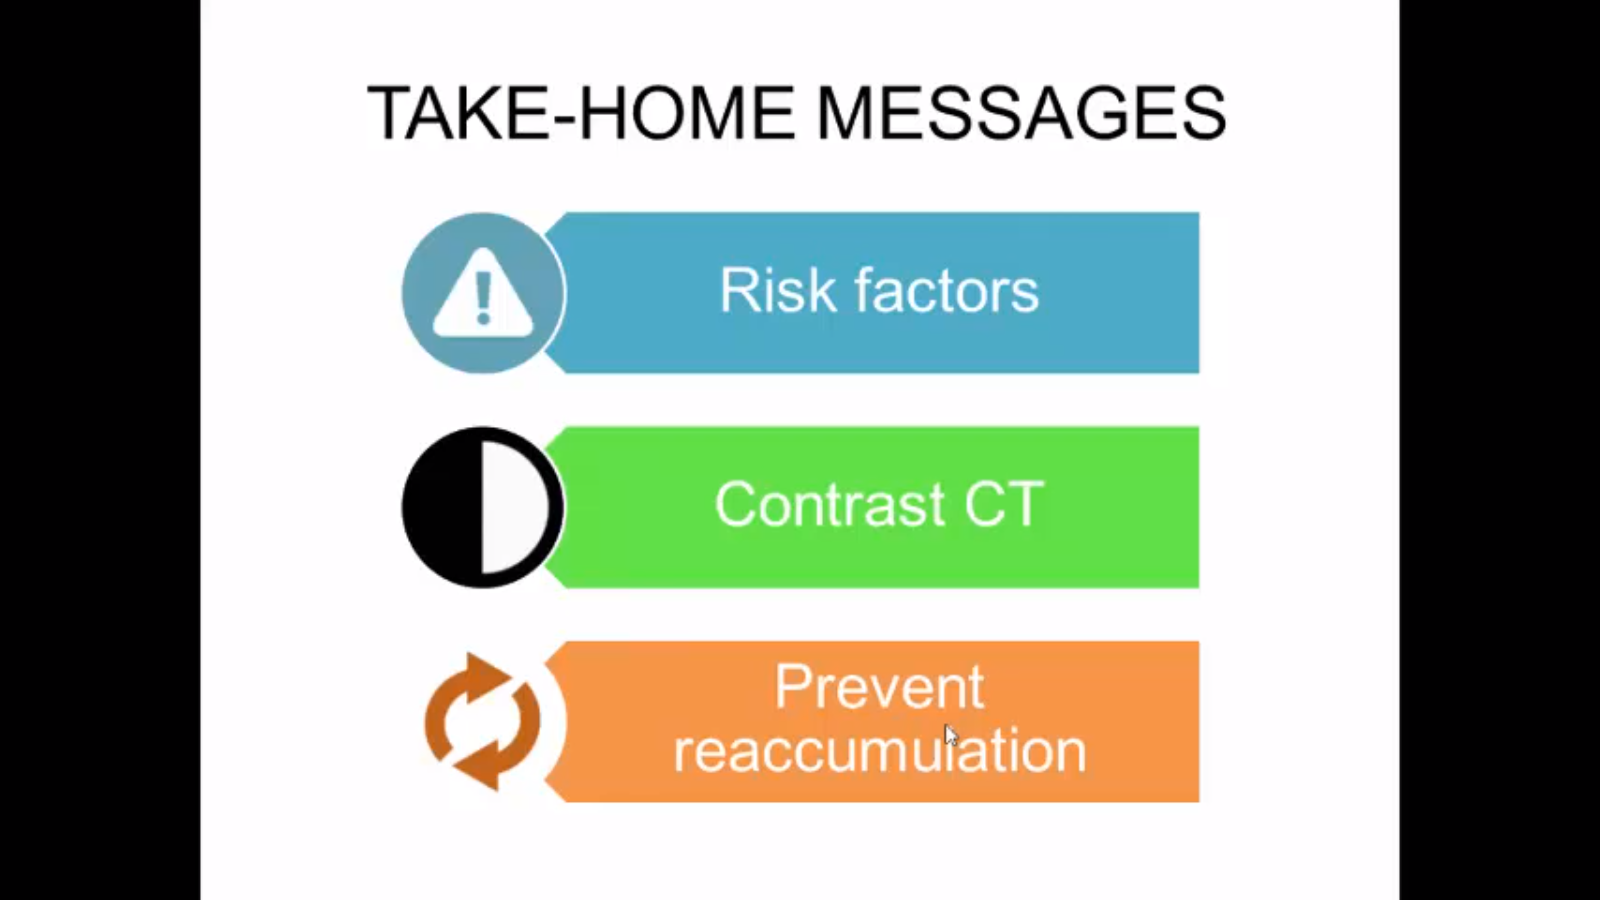 TAKE-HOME MESSAGES
Risk factors
Contrast CT
Prevent
reaccumulation